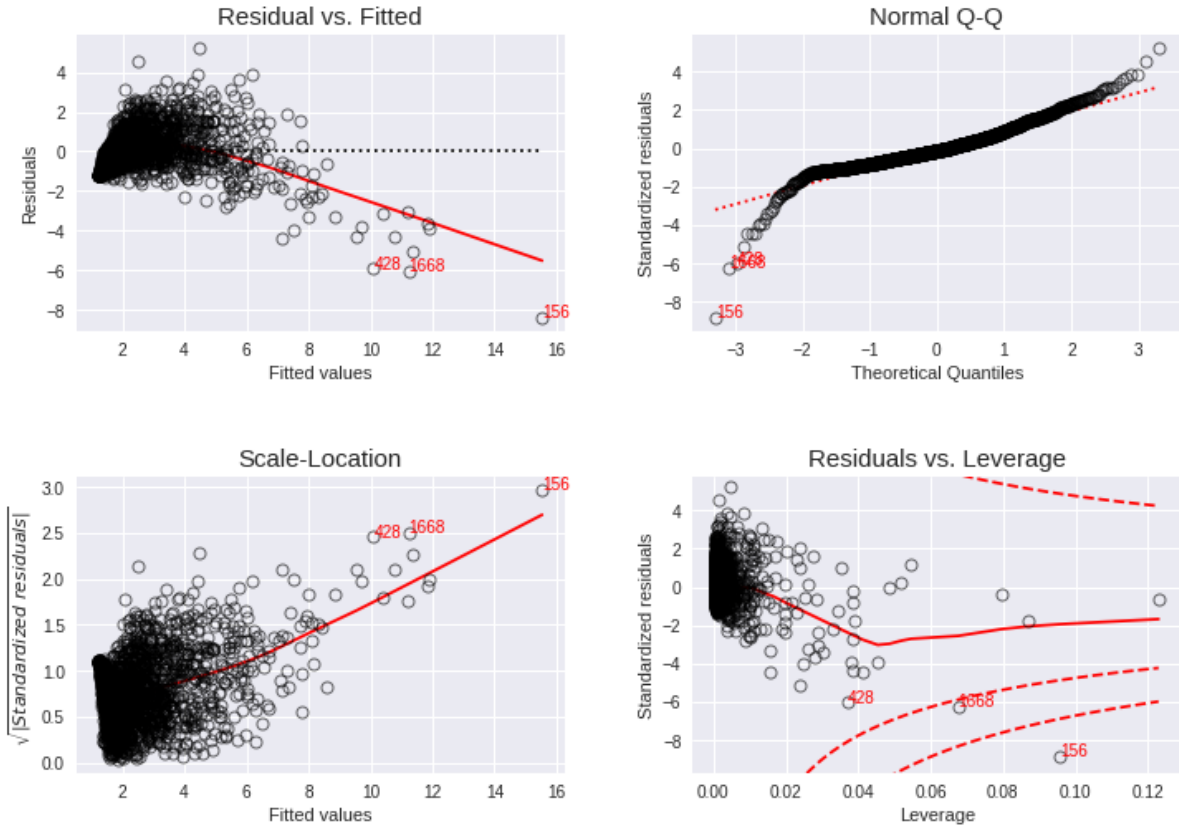 Residual vs. Fitted
Residuals
4
2
0
−2
−4
−6
−8
428
1668
156
2 4 6 8 10 12 14 16
Fitted values
Normal Q-Q
Standardized residuals
4
2
0
−2
−4
−6
−8
1668
156
−3 −2 −1 0 1 2 3
Theoretical Quantiles
Scale-Location
√|Standardized residuals|
3.0
2.5
2.0
1.5
1.0
0.5
0.0
156
428
1668
2 4 6 8 10 12 14 16
Fitted values
Residuals vs. Leverage
Standardized residuals
4
2
0
−2
−4
−6
−8
428
1668
156
0.00 0.02 0.04 0.06 0.08 0.10 0.12
Leverage